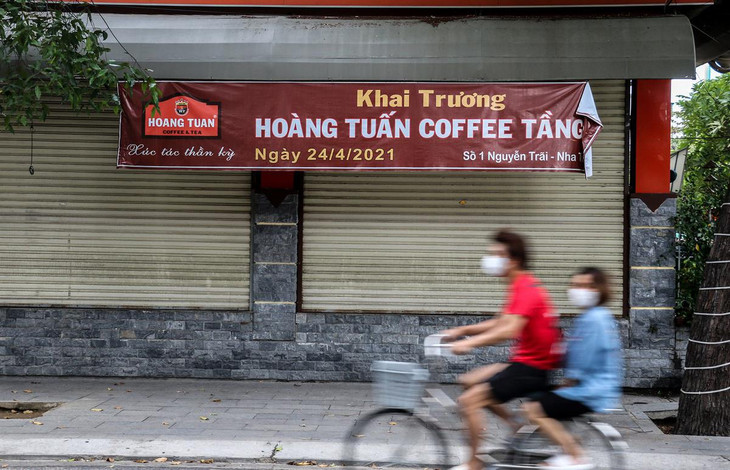 Khai Trương
HOÀNG TUẤN COFFEE TẦNG
HOANG TUAN
COFFEE & TEA
Xúc tác thần kỳ
Ngày 24/4/2021
Số 1 Nguyễn Trãi - Nha